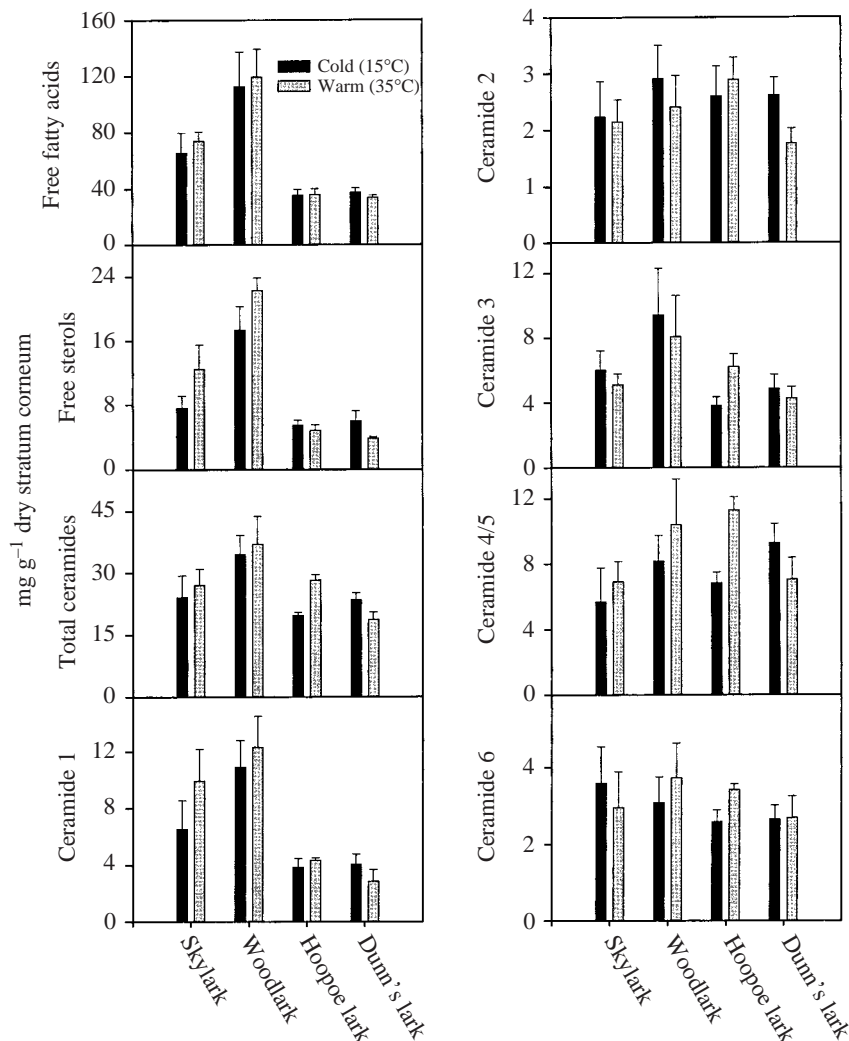 mg g⁻¹ dry stratum corneum
Free fatty acids
160
120
80
40
0
Cold (15°C)
Warm (35°C)
Free sterols
24
16
8
0
Total ceramides
45
30
15
0
Ceramide 1
12
8
4
0
Skylark
Woodlark
Hoopoe lark
Dunn's lark
Ceramide 2
4
3
2
1
0
Ceramide 3
12
8
4
0
Ceramide 4/5
12
8
4
0
Ceramide 6
4
2
0
Skylark
Woodlark
Hoopoe lark
Dunn's lark